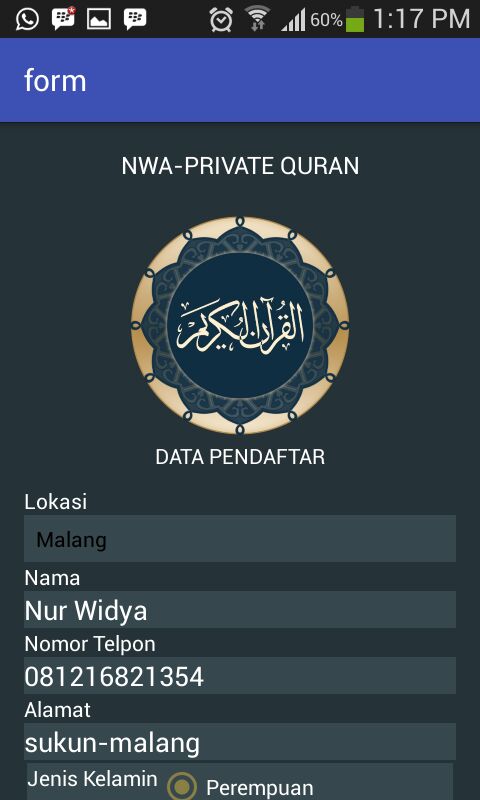 60% 1:17 PM
form
NWA-PRIVATE QURAN
القرآن الكريم
DATA PENDAFTAR
Lokasi
Malang
Nama
Nur Widya
Nomor Telpon
081216821354
Alamat
sukun-malang
Jenis Kelamin Perempuan